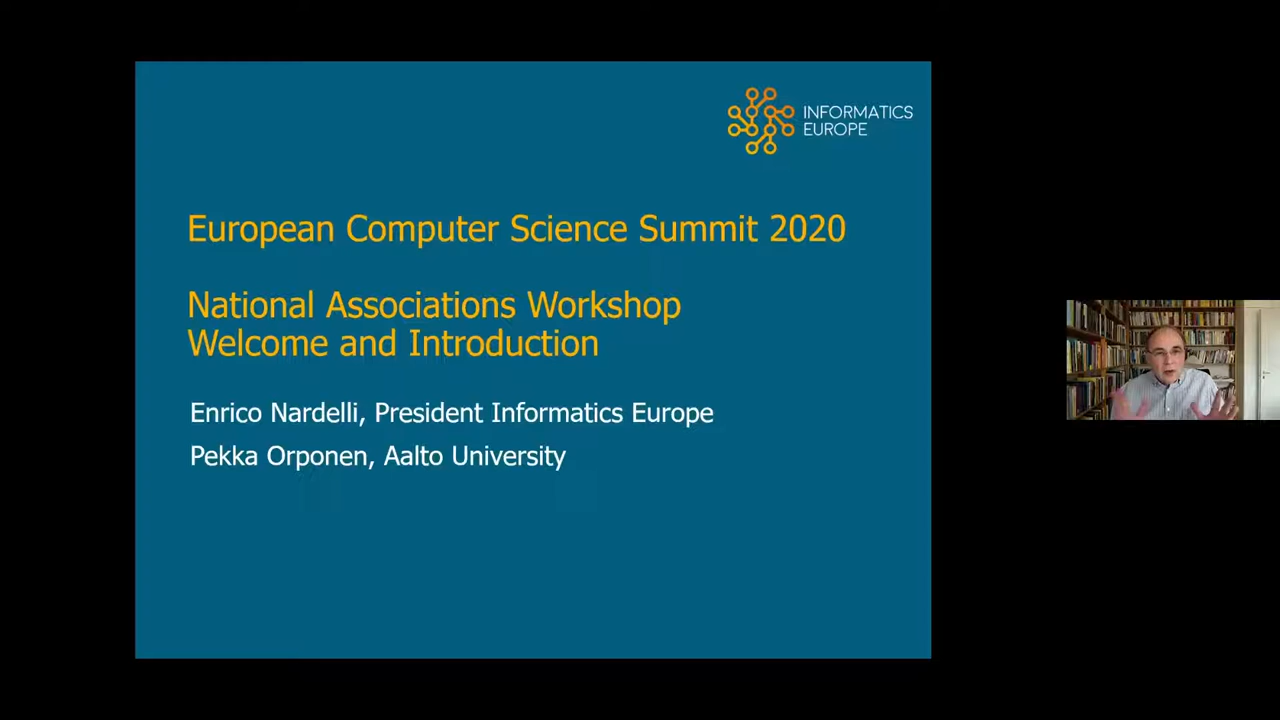 INFORMATICS
EUROPE
European Computer Science Summit 2020
National Associations Workshop
Welcome and Introduction
Enrico Nardelli, President Informatics Europe
Pekka Orponen, Aalto University